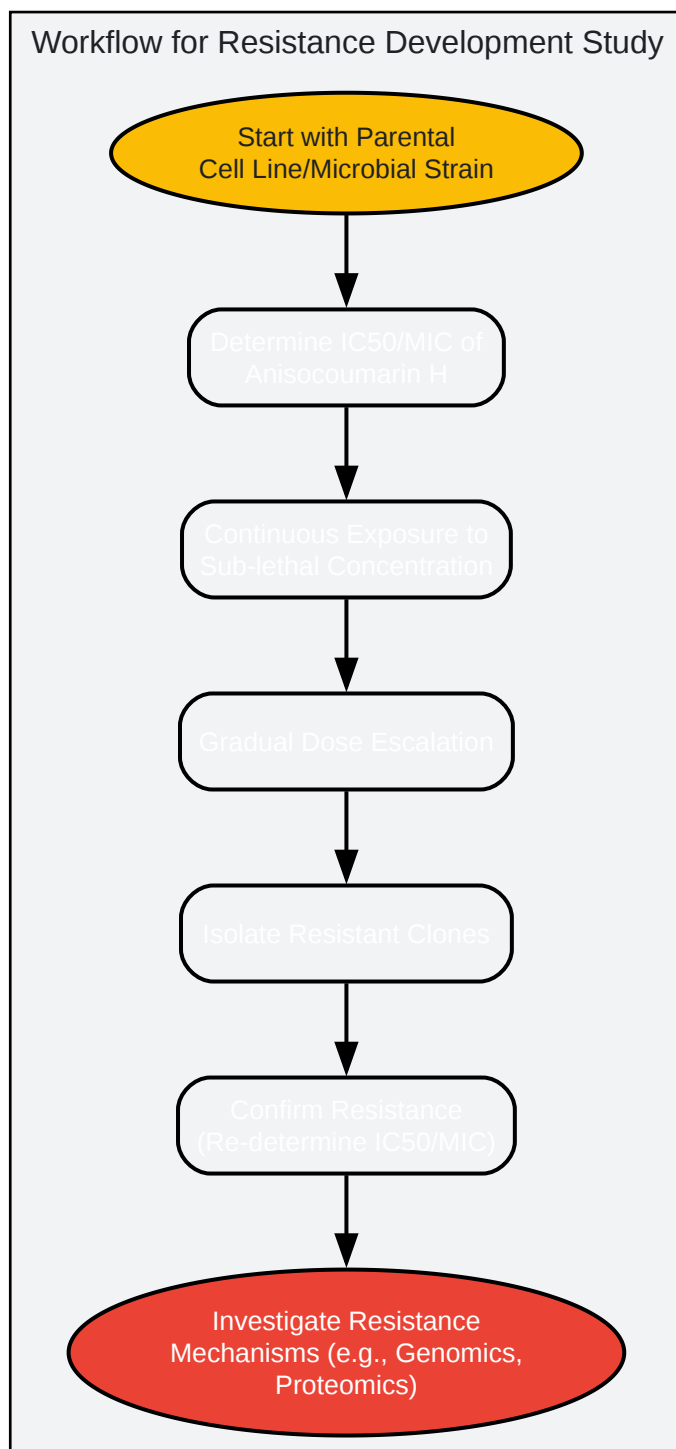 Workflow for Resistance Development Study
Start with Parental
Cell Line/Microbial Strain
Determine IC50/MIC of
Anisocoumarin H
Continuous Exposure to
Sub-lethal Concentration
Gradual Dose Escalation
Isolate Resistant Clones
Confirm Resistance
(Re-determine IC50/MIC)
Investigate Resistance
Mechanisms (e.g., Genomics,
Proteomics)